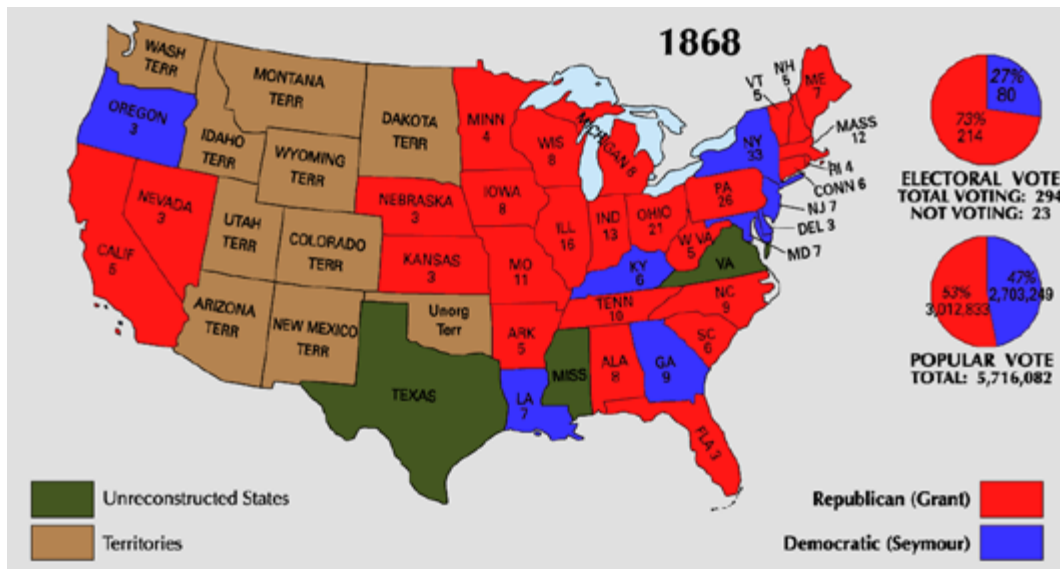 1868
WASH
TERR
MONTANA
TERR
DAKOTA
TERR
MINN
4
OREGON
3
IDAHO
TERR
WYOMING
TERR
WIS
8
MICHIGAN 8
VT
5
NH
5
ME
7
MASS
12
RI 4
CONN 6
NJ 7
DEL 3
MD 7
NY
33
PA
26
NEVADA
3
UTAH
TERR
COLORADO
TERR
NEBRASKA
3
IOWA
8
ILL
16
IND
13
OHIO
21
W VA
5
VA
CALIF
5
KANSAS
3
MO
11
KY
6
ARIZONA
TERR
NEW MEXICO
TERR
Unorg
Terr
ARK
5
TENN
10
NC
9
SC
6
TEXAS
LA
7
MISS
ALA
8
GA
9
FLA 3
27%
80
73%
214
ELECTORAL VOTE
TOTAL VOTING: 294
NOT VOTING: 23
47%
2,703,249
53%
3,012,833
POPULAR VOTE
TOTAL: 5,716,082
Unreconstructed States
Territories
Republican (Grant)
Democratic (Seymour)